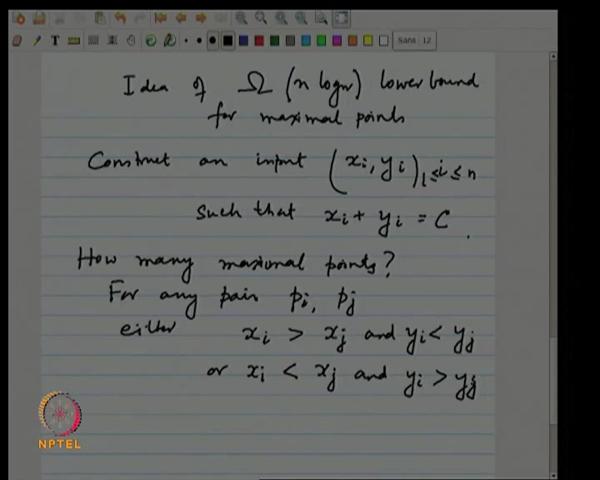 Sans 12
Idea of Ω (n logn) lower bound
for maximal points
Construct an input (xi, yi) 1≤i≤n
such that xi + yi = C
How many maximal points?
For any pair pi, pj
either xi > xj and yi < yj
or xi < xj and yi > yj
NPTEL